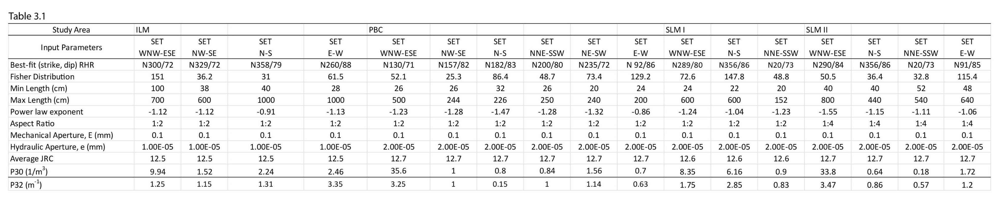 Table 3.1
Study Area ILM PBC SLM I SLM II
Input Parameters SET SET SET SET SET SET SET SET SET SET SET SET SET SET SET SET SET
WNW-ESE NW-SE N-S E-W WNW-ESE NW-SE N-S NNE-SSW NE-SW E-W WNW-ESE N-S NNE-SSW WNW-ESE N-S NNE-SSW E-W
Best-fit (strike, dip) RHR N300/72 N329/72 N358/79 N260/88 N130/71 N157/82 N182/83 N200/80 N235/72 N 92/86 N289/80 N356/86 N20/73 N290/84 N356/86 N20/73 N91/85
Fisher Distribution 151 36.2 31 61.5 52.1 25.3 86.4 48.7 73.4 129.2 72.6 147.8 48.8 50.5 36.4 32.8 115.4
Min Length (cm) 100 38 40 28 26 26 32 26 20 24 24 22 20 40 40 52 48
Max Length (cm) 700 600 1000 1000 500 244 226 250 240 200 600 600 152 800 440 540 640
Power law exponent -1.12 -1.12 -0.91 -1.13 -1.23 -1.28 -1.47 -1.28 -1.32 -0.86 -1.24 -1.04 -1.23 -1.55 -1.15 -1.11 -1.06
Aspect Ratio 1:2 1:2 1:2 1:2 1:2 1:2 1:2 1:2 1:2 1:2 1:2 1:2 1:2 1:4 1:4 1:4 1:4
Mechanical Aperture, E (mm) 0.1 0.1 0.1 0.1 0.1 0.1 0.1 0.1 0.1 0.1 0.1 0.1 0.1 0.1 0.1 0.1 0.1
Hydraulic Aperture, e (mm) 1.00E-05 1.00E-05 1.00E-05 1.00E-05 2.00E-05 2.00E-05 2.00E-05 2.00E-05 2.00E-05 2.00E-05 2.00E-05 2.00E-05 2.00E-05 2.00E-05 2.00E-05 2.00E-05 2.00E-05
Average JRC 12.5 12.5 12.5 12.5 12.7 12.7 12.7 12.7 12.7 12.7 12.6 12.6 12.6 12.7 12.7 12.7 12.7
P30 (1/m³) 9.94 1.52 2.24 2.46 35.6 1 0.8 0.84 1.56 0.7 8.35 6.16 0.9 33.8 0.64 0.18 1.72
P32 (m⁻¹) 1.25 1.15 1.31 3.35 3.25 1 0.15 1 1.14 0.63 1.75 2.85 0.83 3.47 0.86 0.57 1.2